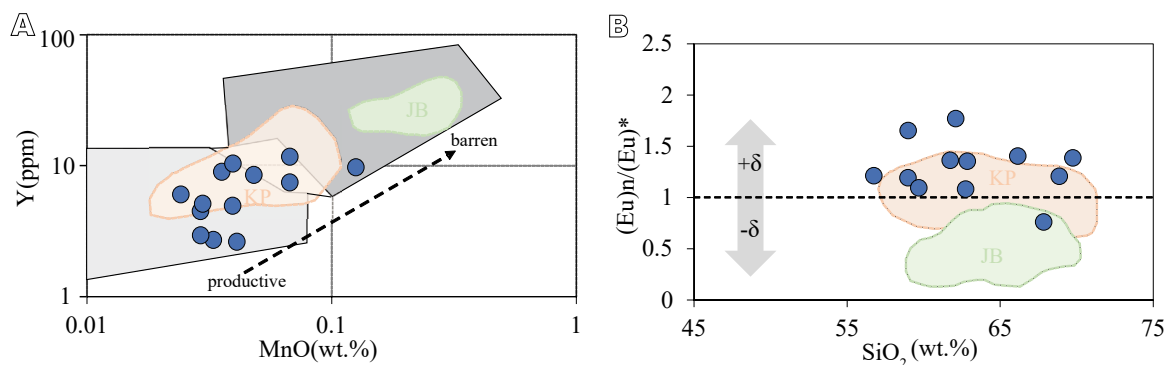 A
100
10
1
Y(ppm)
KP
JB
barren
productive
0.01
0.1
1
MnO(wt.%)
B
2.5
2
1.5
1
0.5
0
(Eu)n/(Eu)*
+δ
-δ
KP
JB
45
55
65
75
SiO₂(wt.%)